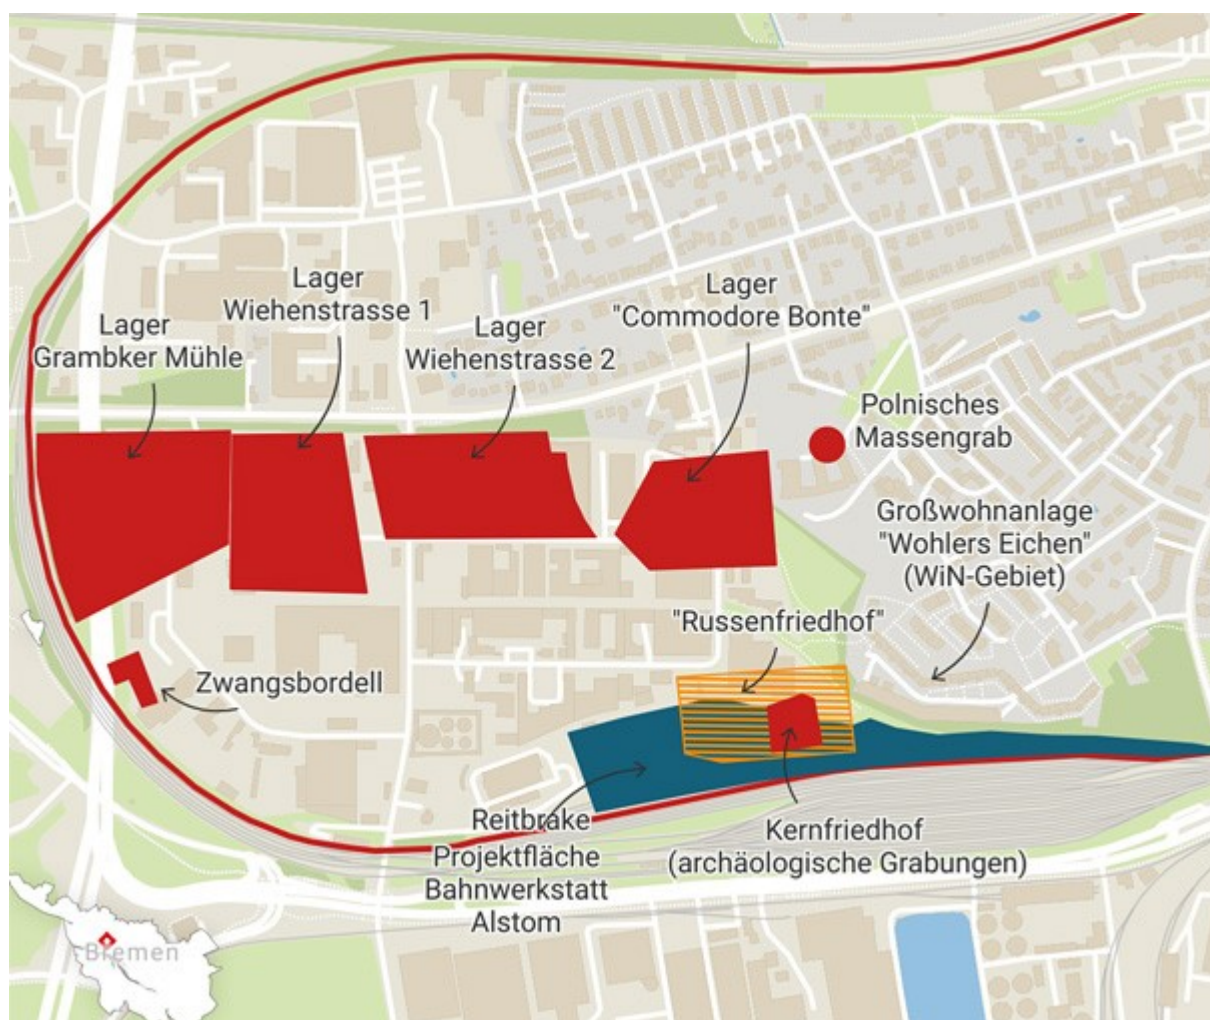 Lager
Wiehenstrasse 1
Lager
"Commodore Bonte"
Lager
Grambker Mühle
Lager
Wiehenstrasse 2
Polnisches
Massengrab
Großwohnanlage
"Wohlers Eichen"
(WiN-Gebiet)
"Russenfriedhof"
Zwangsbordell
Reitbrake
Projektfläche
Bahnwerkstatt
Alstom
Kernfriedhof
(archäologische Grabungen)
Bremen